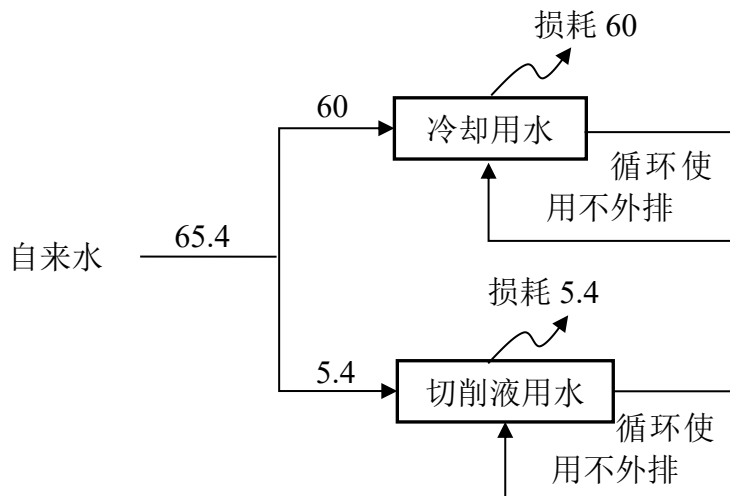 损耗 60
60
冷却用水
循环使
用不外排
自来水
65.4
损耗 5.4
5.4
切削液用水
循环使
用不外排